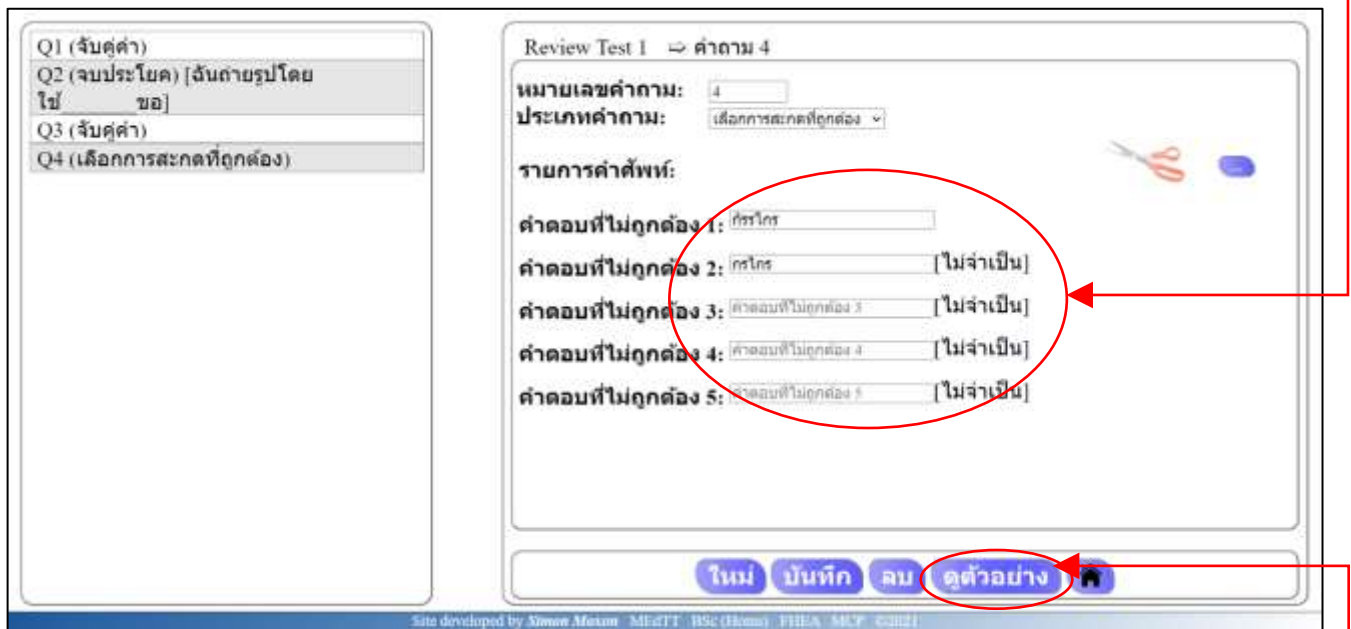 Q1 (จับคู่คำ)
Q2 (จบประโยค) [ฉันถ่ายรูปโดย
ใช้______ขอ]
Q3 (จับคู่คำ)
Q4 (เลือกการสะกดที่ถูกต้อง)
Review Test 1 ⇨ คำถาม 4
หมายเลขคำถาม: 4
ประเภทคำถาม: เลือกการสะกดที่ถูกต้อง
รายการคำศัพท์:
คำตอบที่ไม่ถูกต้อง 1: กัรไกร
คำตอบที่ไม่ถูกต้อง 2: กรไกร [ไม่จำเป็น]
คำตอบที่ไม่ถูกต้อง 3: คำตอบที่ไม่ถูกต้อง 3 [ไม่จำเป็น]
คำตอบที่ไม่ถูกต้อง 4: คำตอบที่ไม่ถูกต้อง 4 [ไม่จำเป็น]
คำตอบที่ไม่ถูกต้อง 5: คำตอบที่ไม่ถูกต้อง 5 [ไม่จำเป็น]
ใหม่ บันทึก ลบ ดูตัวอย่าง
Site developed by Simon Moxon MEdTT BSc (Hons) FHEA MCP ©2021